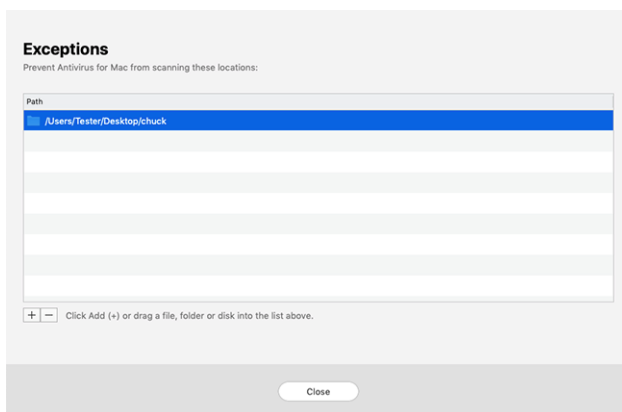 Exceptions
Prevent Antivirus for Mac from scanning these locations:
Path
/Users/Tester/Desktop/chuck
+ − Click Add (+) or drag a file, folder or disk into the list above.
Close